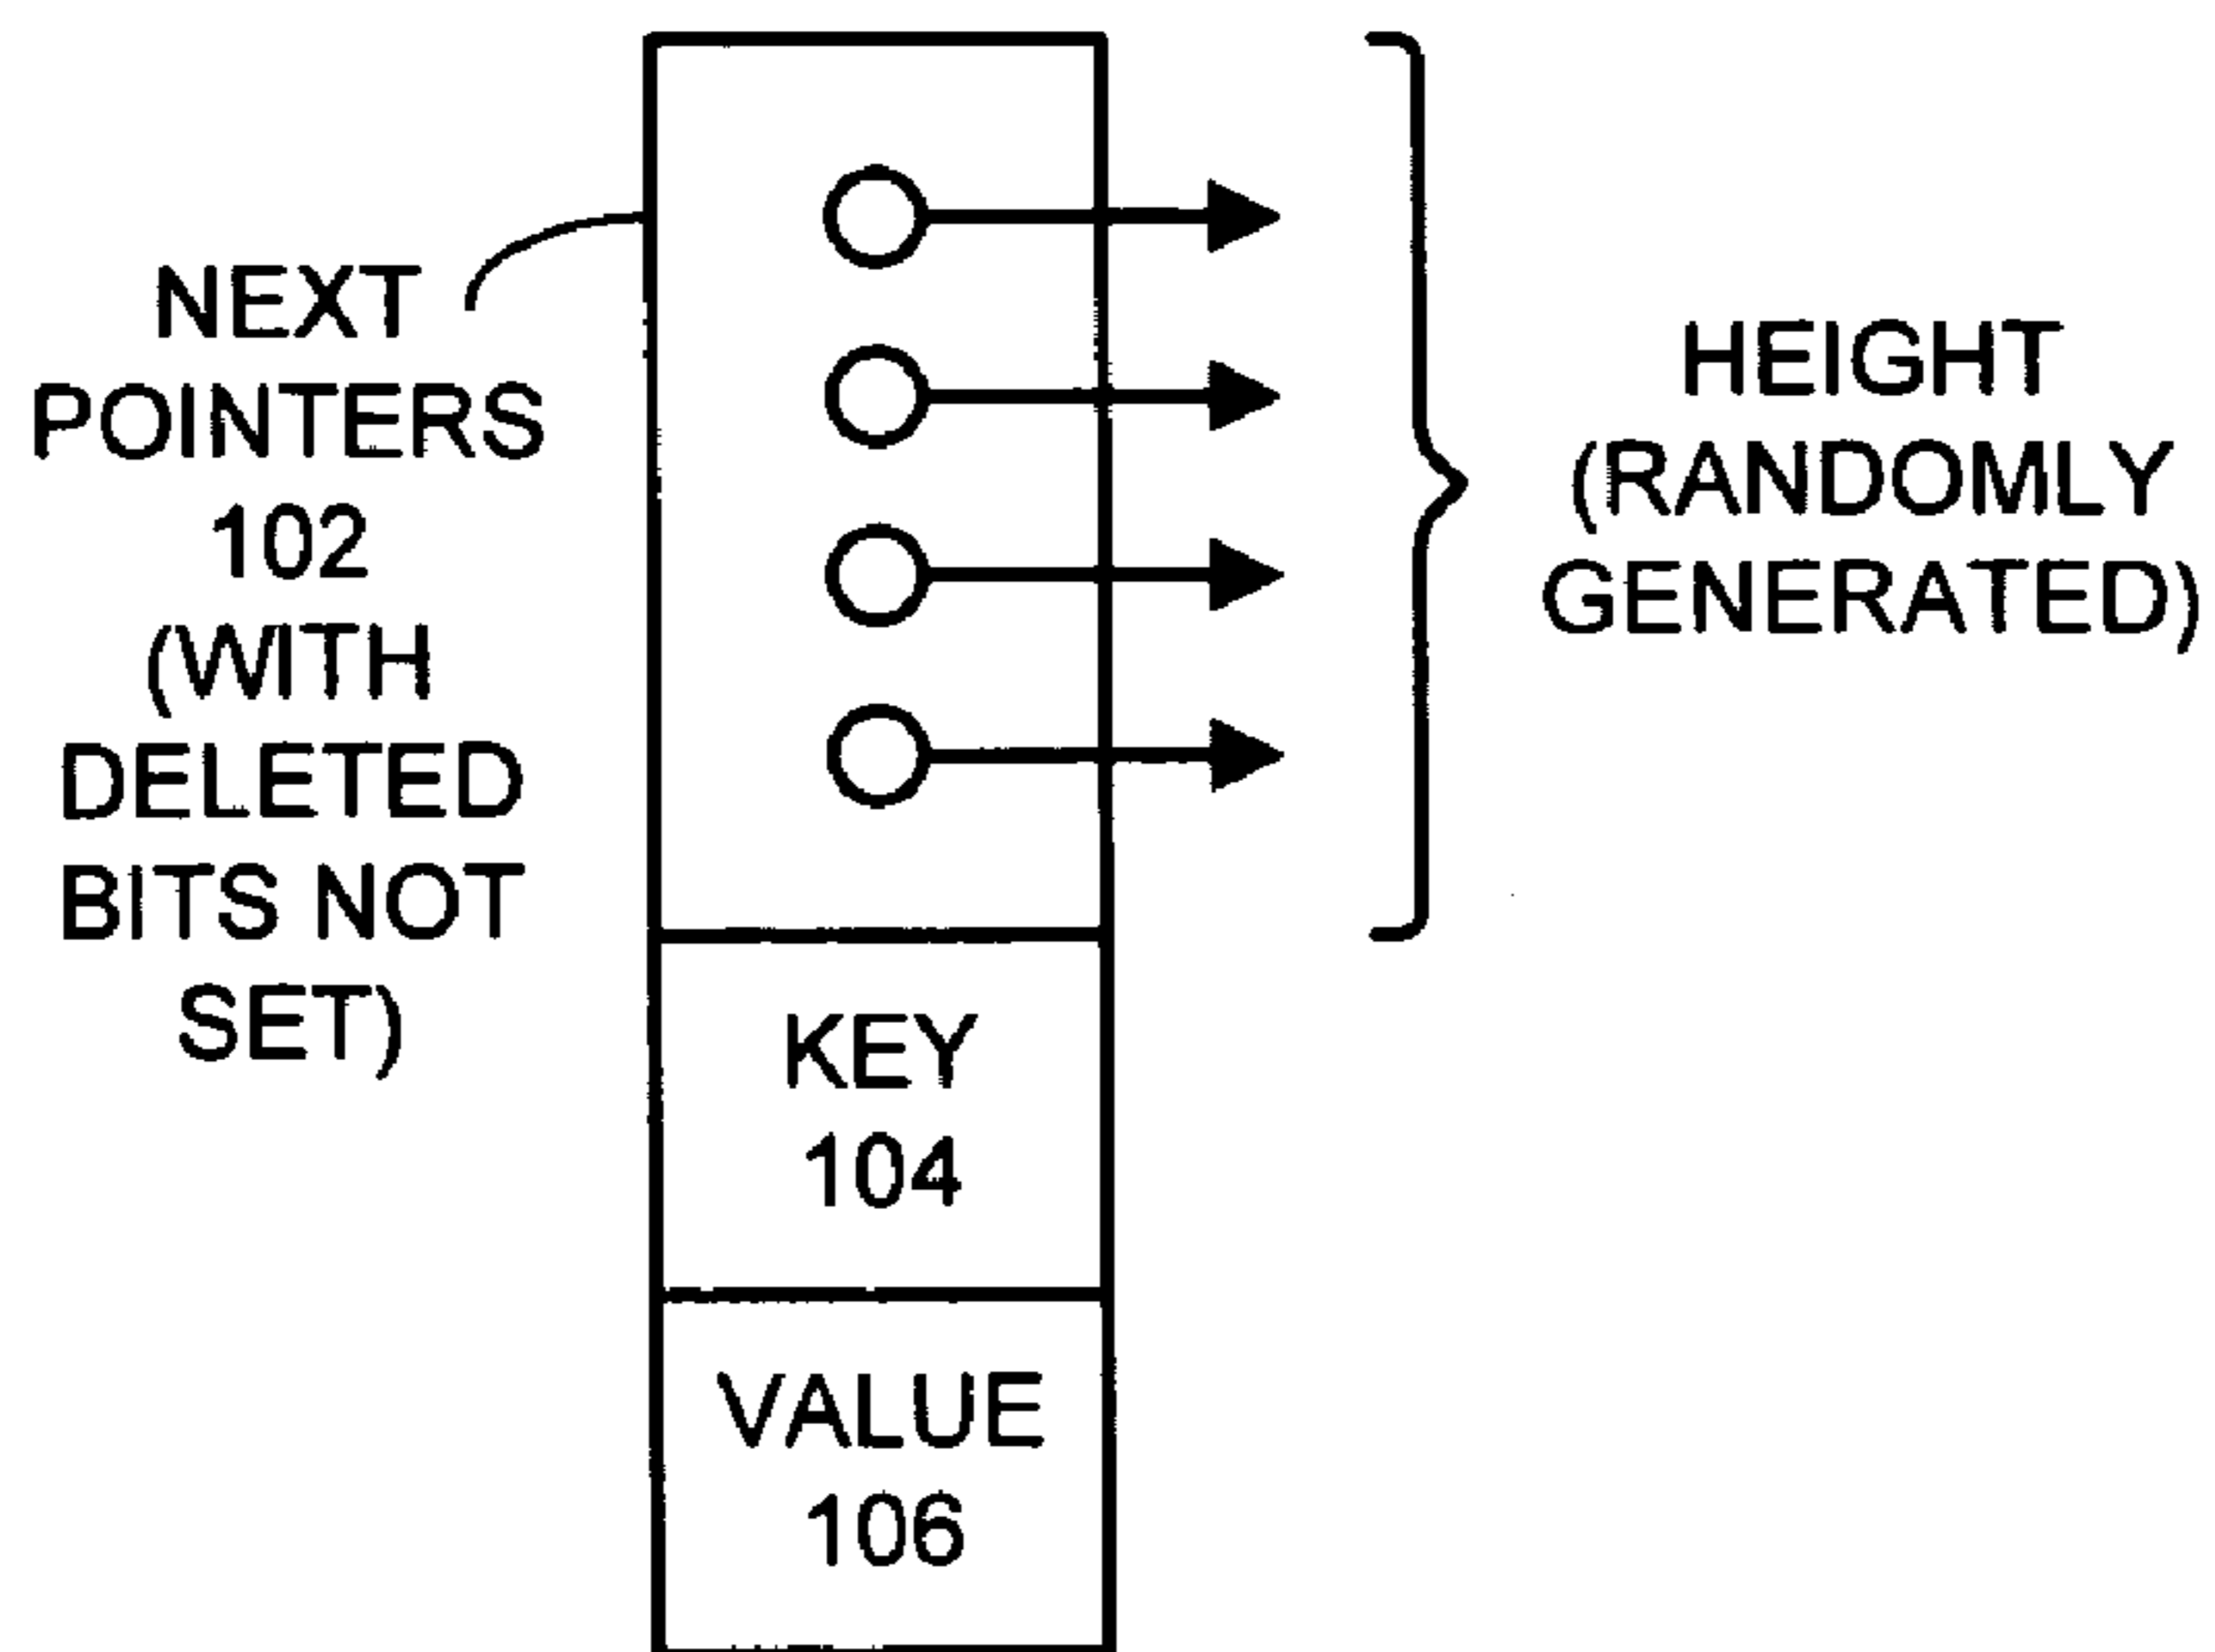 NEXT
POINTERS
102
(WITH
DELETED
BITS NOT
SET)
HEIGHT
(RANDOMLY
GENERATED)
KEY
104
VALUE
106